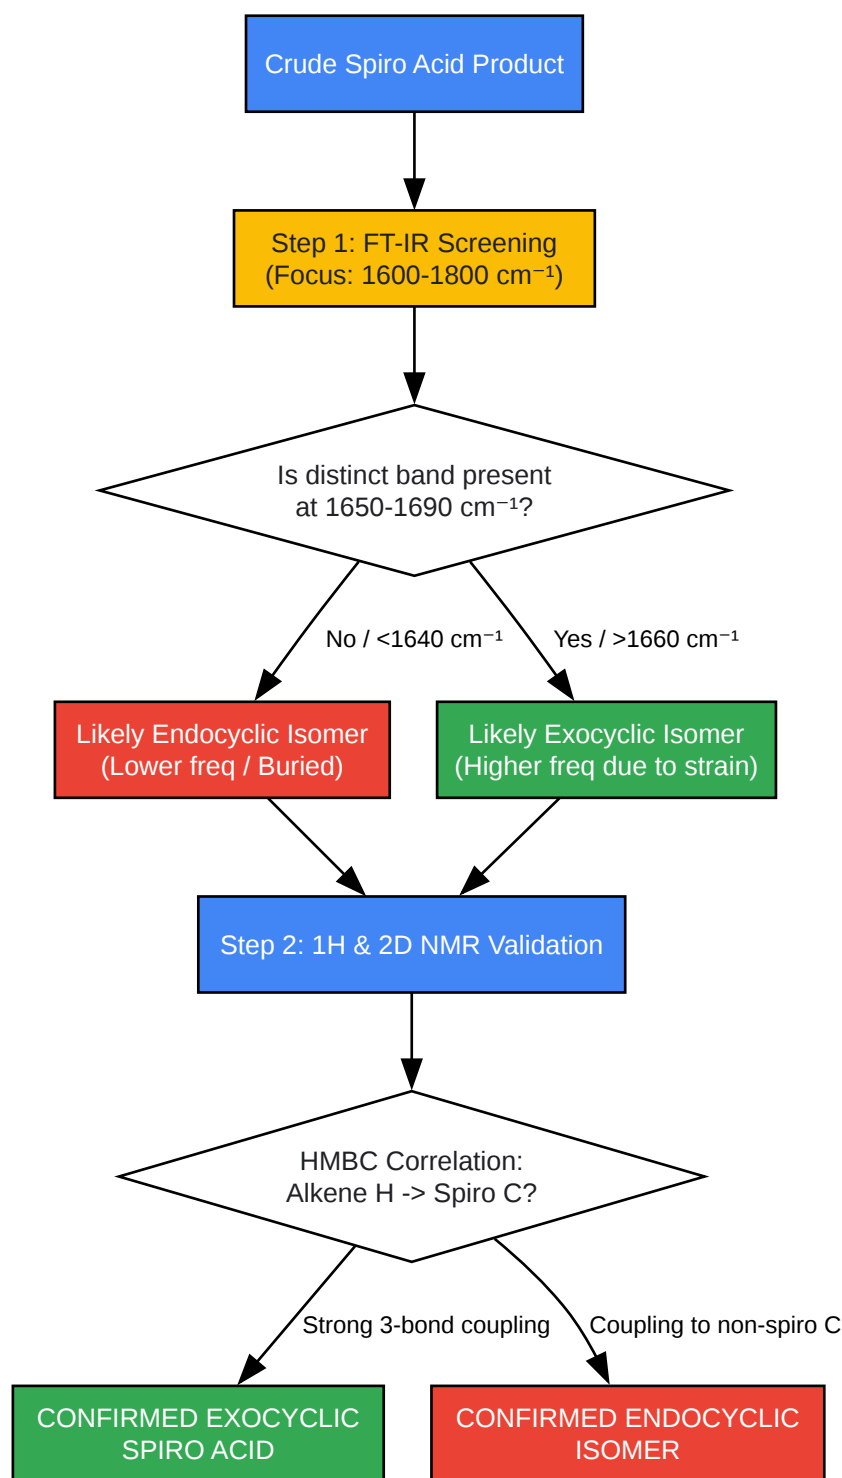 Crude Spiro Acid Product
Step 1: FT-IR Screening
(Focus: 1600-1800 cm⁻¹)
Is distinct band present
at 1650-1690 cm⁻¹?
No / <1640 cm⁻¹
Yes / >1660 cm⁻¹
Likely Endocyclic Isomer
(Lower freq / Buried)
Likely Exocyclic Isomer
(Higher freq due to strain)
Step 2: 1H & 2D NMR Validation
HMBC Correlation:
Alkene H -> Spiro C?
Strong 3-bond coupling
Coupling to non-spiro C
CONFIRMED EXOCYCLIC
SPIRO ACID
CONFIRMED ENDOCYCLIC
ISOMER